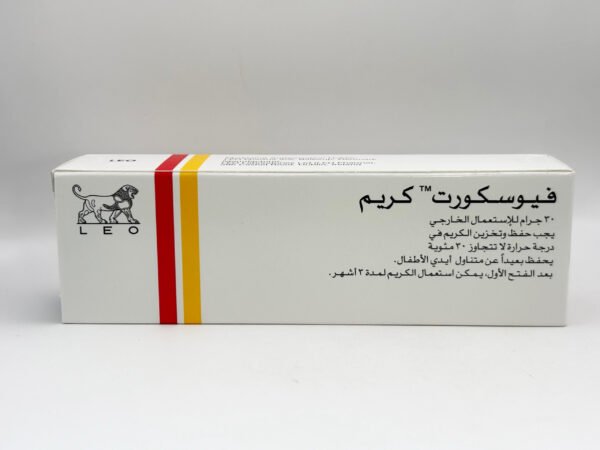 LEO
فيوسكورت™ كريم
٣٠ جرام للإستعمال الخارجي
يجب حفظ وتخزين الكريم في
درجة حرارة لا تتجاوز ٣٠ مئوية
يحفظ بعيداً عن متناول أيدي الأطفال.
بعد الفتح الأول، يمكن استعمال الكريم لمدة ٣ أشهر.
LEO